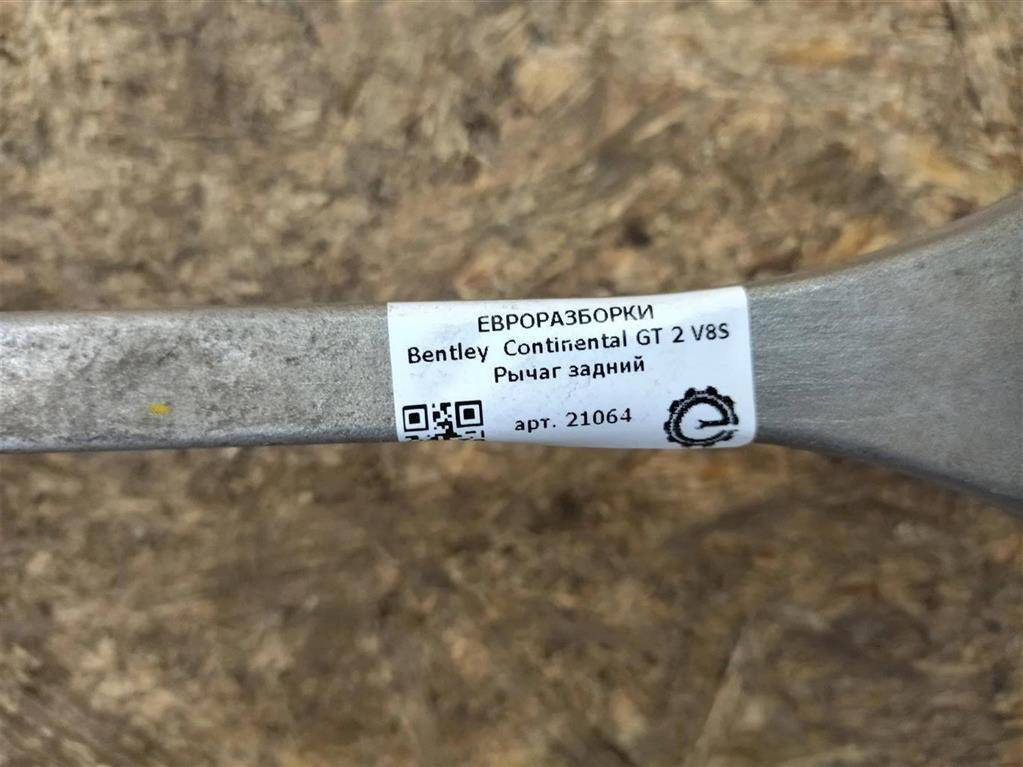 ЕВРОРАЗБОРКИ
Bentley Continental GT 2 V8S
Рычаг задний
арт. 21064